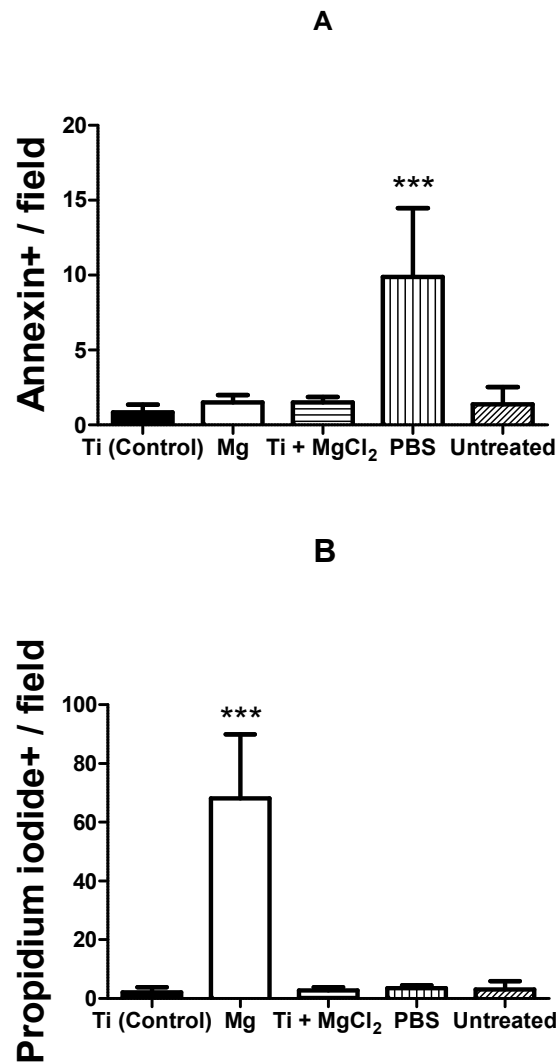 A
Annexin+ / field
20
15
10
5
0
***
Ti (Control) Mg Ti + MgCl₂ PBS Untreated
B
Propidium iodide+ / field
100
80
60
40
20
0
***
Ti (Control) Mg Ti + MgCl₂ PBS Untreated